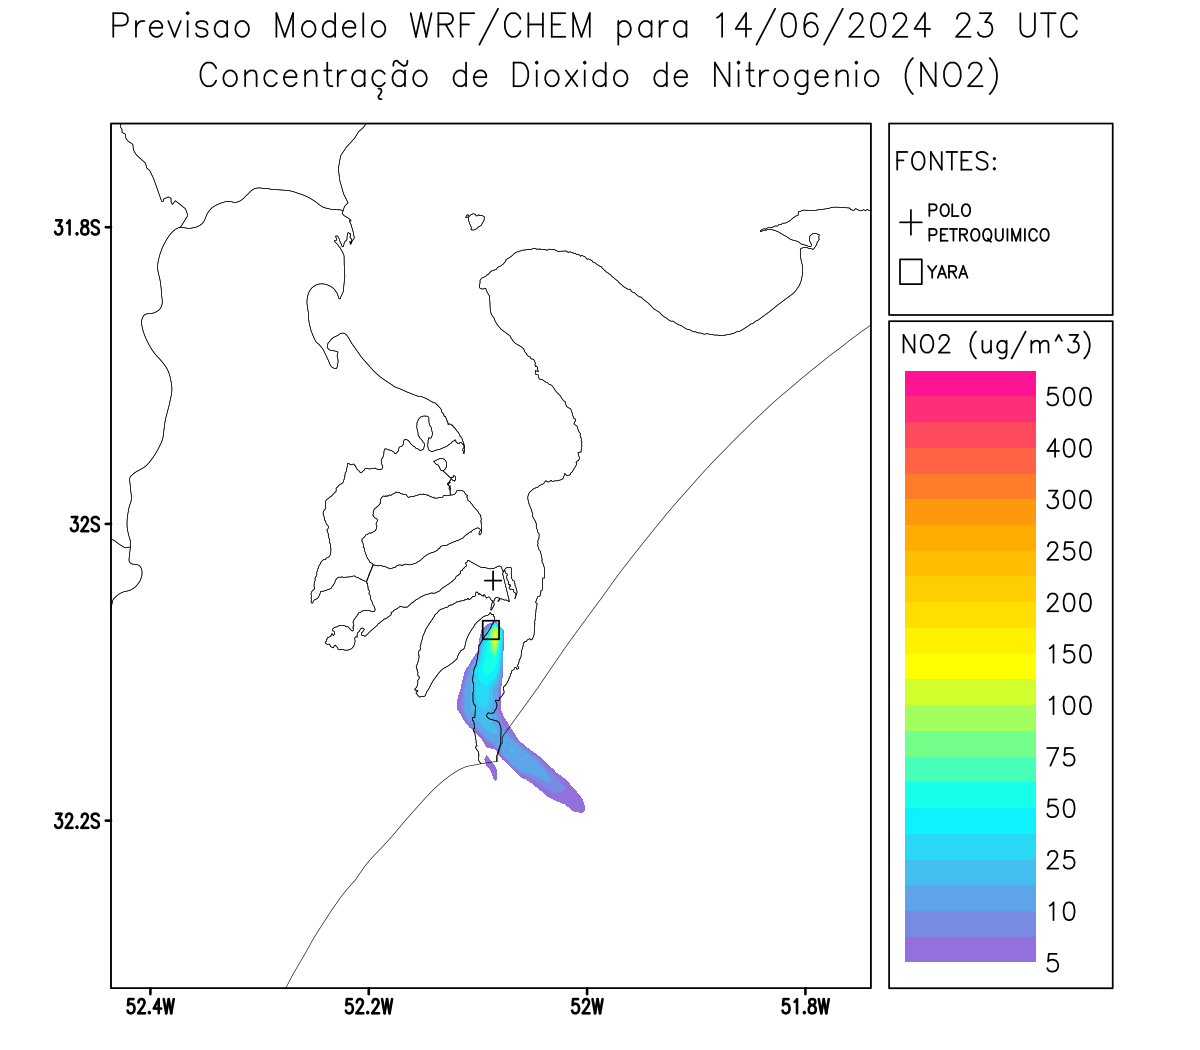 Previsao Modelo WRF/CHEM para 14/06/2024 23 UTC
Concentração de Dioxido de Nitrogenio (NO2)
FONTES:
POLO
PETROQUIMICO
YARA
NO2 (ug/m^3)
500
400
300
250
200
150
100
75
50
25
10
5
31.8S
32S
32.2S
52.4W
52.2W
52W
51.8W